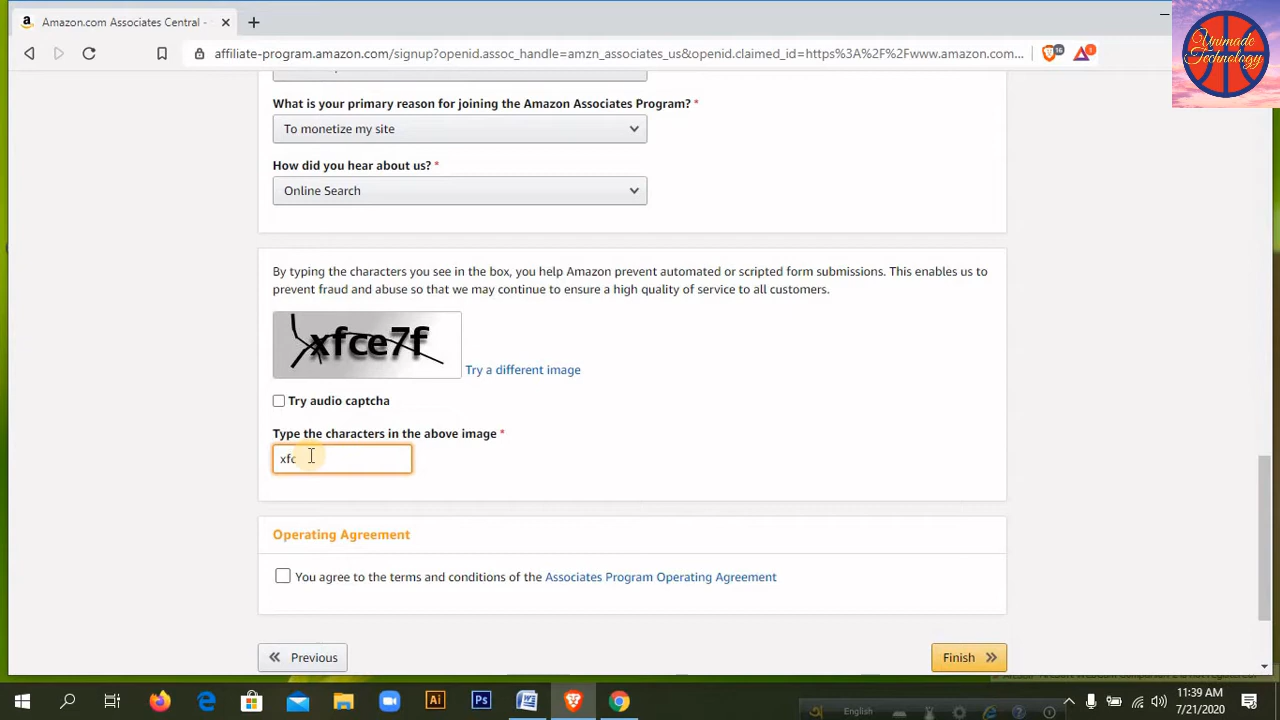 Amazon.com Associates Central -
Unimade
Technology
affiliate-program.amazon.com/signup?openid.assoc_handle=amzn_associates_us&openid.claimed_id=https%3A%2F%2Fwww.amazon.com...
16
1
What is your primary reason for joining the Amazon Associates Program? *
To monetize my site
How did you hear about us? *
Online Search
By typing the characters you see in the box, you help Amazon prevent automated or scripted form submissions. This enables us to
prevent fraud and abuse so that we may continue to ensure a high quality of service to all customers.
xfce7f
Try a different image
Try audio captcha
Type the characters in the above image *
xfc
Operating Agreement
You agree to the terms and conditions of the Associates Program Operating Agreement
Previous
Finish
11:39 AM
7/21/2020
English